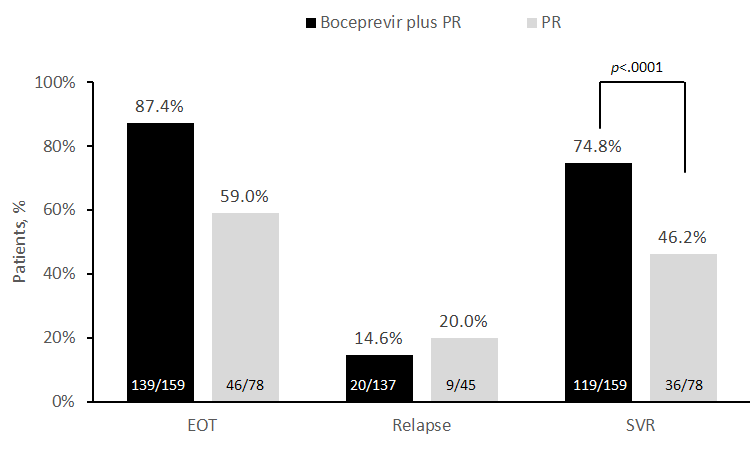 Boceprevir plus PR PR
p<.0001
100%
80%
60%
40%
20%
0%
Patients, %
87.4%
59.0%
14.6%
20.0%
74.8%
46.2%
139/159 46/78 20/137 9/45 119/159 36/78
EOT Relapse SVR